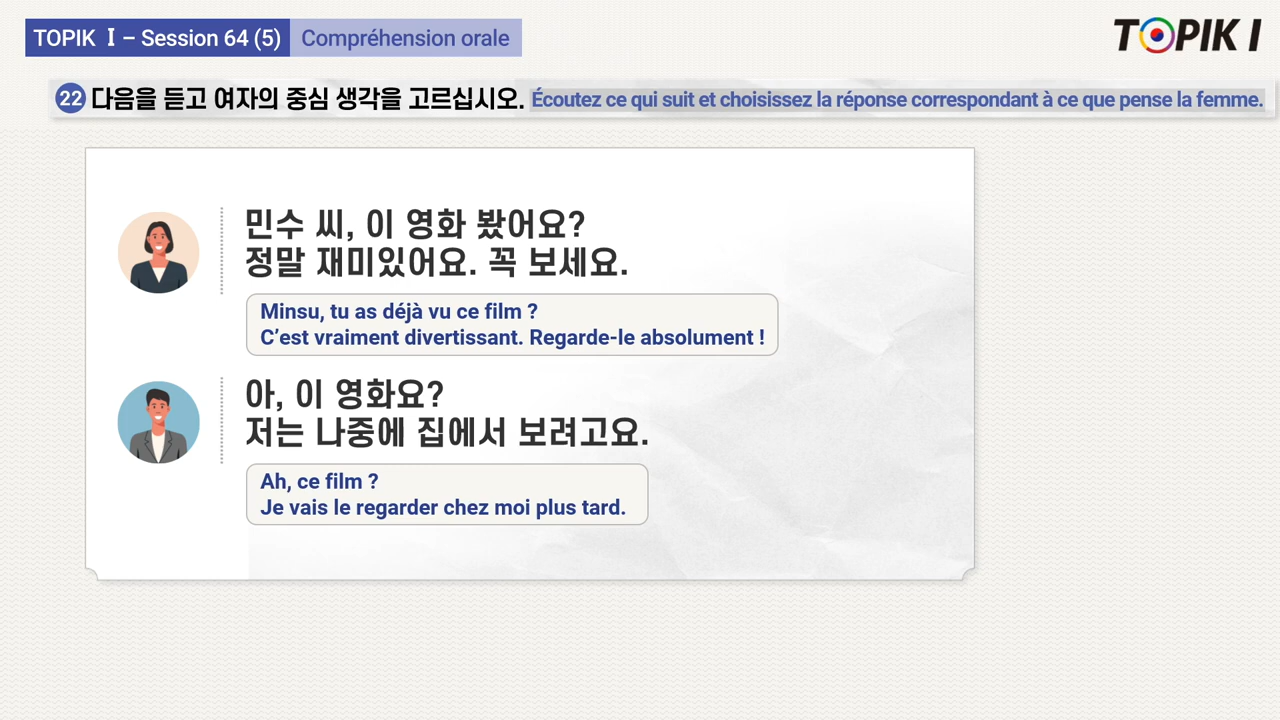 TOPIK Ⅰ – Session 64 (5) Compréhension orale
TOPIK I
22 다음을 듣고 여자의 중심 생각을 고르십시오. Écoutez ce qui suit et choisissez la réponse correspondant à ce que pense la femme.
민수 씨, 이 영화 봤어요?
정말 재미있어요. 꼭 보세요.
Minsu, tu as déjà vu ce film ?
C’est vraiment divertissant. Regarde-le absolument !
아, 이 영화요?
저는 나중에 집에서 보려고요.
Ah, ce film ?
Je vais le regarder chez moi plus tard.